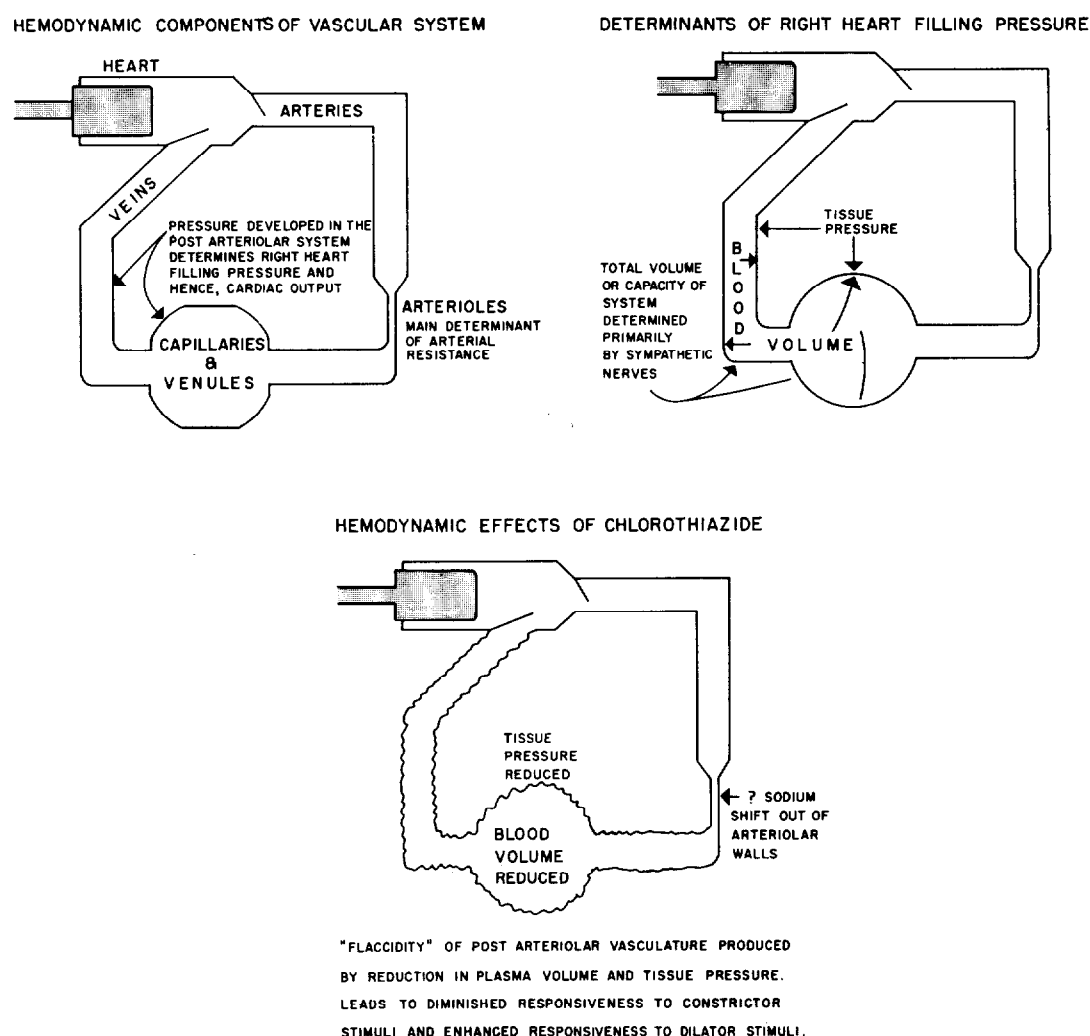 HEMODYNAMIC COMPONENTS OF VASCULAR SYSTEM
HEART
ARTERIES
VEINS
PRESSURE DEVELOPED IN THE
POST ARTERIOLAR SYSTEM
DETERMINES RIGHT HEART
FILLING PRESSURE AND
HENCE, CARDIAC OUTPUT
ARTERIOLES
MAIN DETERMINANT
OF ARTERIAL
RESISTANCE
CAPILLARIES
&
VENULES
DETERMINANTS OF RIGHT HEART FILLING PRESSURE
TISSUE
PRESSURE
BLOOD
VOLUME
TOTAL VOLUME
OR CAPACITY OF
SYSTEM
DETERMINED
PRIMARILY
BY SYMPATHETIC
NERVES
HEMODYNAMIC EFFECTS OF CHLOROTHIAZIDE
TISSUE
PRESSURE
REDUCED
BLOOD
VOLUME
REDUCED
? SODIUM
SHIFT OUT OF
ARTERIOLAR
WALLS
"FLACCIDITY" OF POST ARTERIOLAR VASCULATURE PRODUCED
BY REDUCTION IN PLASMA VOLUME AND TISSUE PRESSURE.
LEADS TO DIMINISHED RESPONSIVENESS TO CONSTRICTOR
STIMULI AND ENHANCED RESPONSIVENESS TO DILATOR STIMULI.